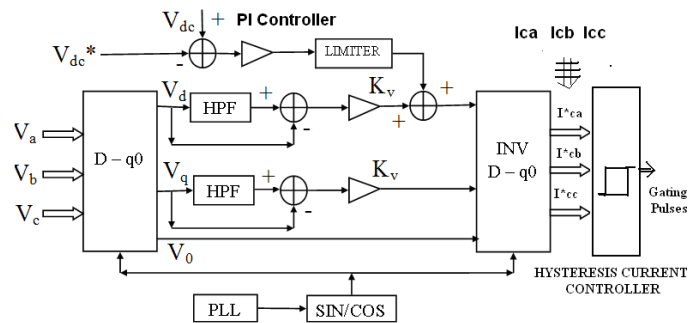 V_dc + PI Controller
V_dc* -
LIMITER
Ica Icb Icc
V_d HPF + - K_v + +
V_a
V_b
V_c
D – q0
INV
D – q0
I*ca
I*cb
I*cc
Gating
Pulses
V_q HPF + - K_v
V_0
HYSTERESIS CURRENT
CONTROLLER
PLL SIN/COS